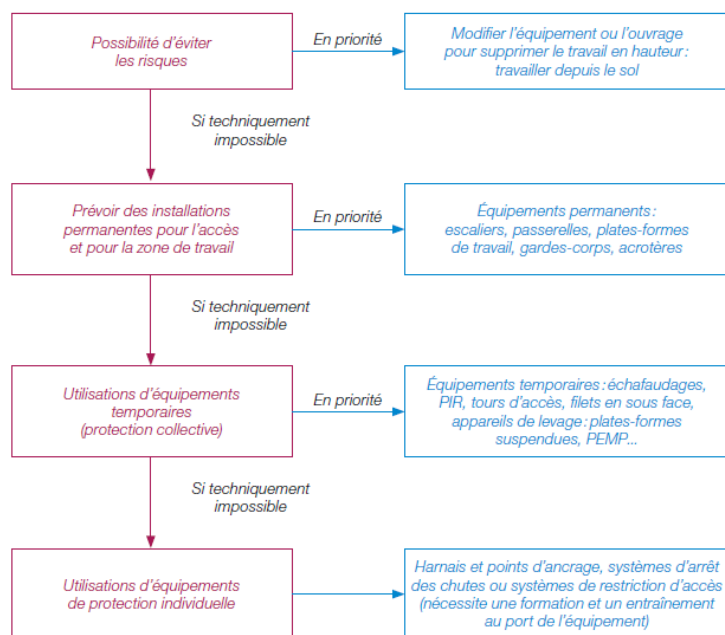 Possibilité d'éviter
les risques
En priorité
Modifier l'équipement ou l'ouvrage
pour supprimer le travail en hauteur :
travailler depuis le sol
Si techniquement
impossible
Prévoir des installations
permanentes pour l'accès
et pour la zone de travail
En priorité
Équipements permanents :
escaliers, passerelles, plates-formes
de travail, gardes-corps, acrotères
Si techniquement
impossible
Utilisations d'équipements
temporaires
(protection collective)
En priorité
Équipements temporaires : échafaudages,
PIR, tours d'accès, filets en sous face,
appareils de levage : plates-formes
suspendues, PEMP...
Si techniquement
impossible
Utilisations d'équipements
de protection individuelle
Harnais et points d'ancrage, systèmes d'arrêt
des chutes ou systèmes de restriction d'accès
(nécessite une formation et un entraînement
au port de l'équipement)